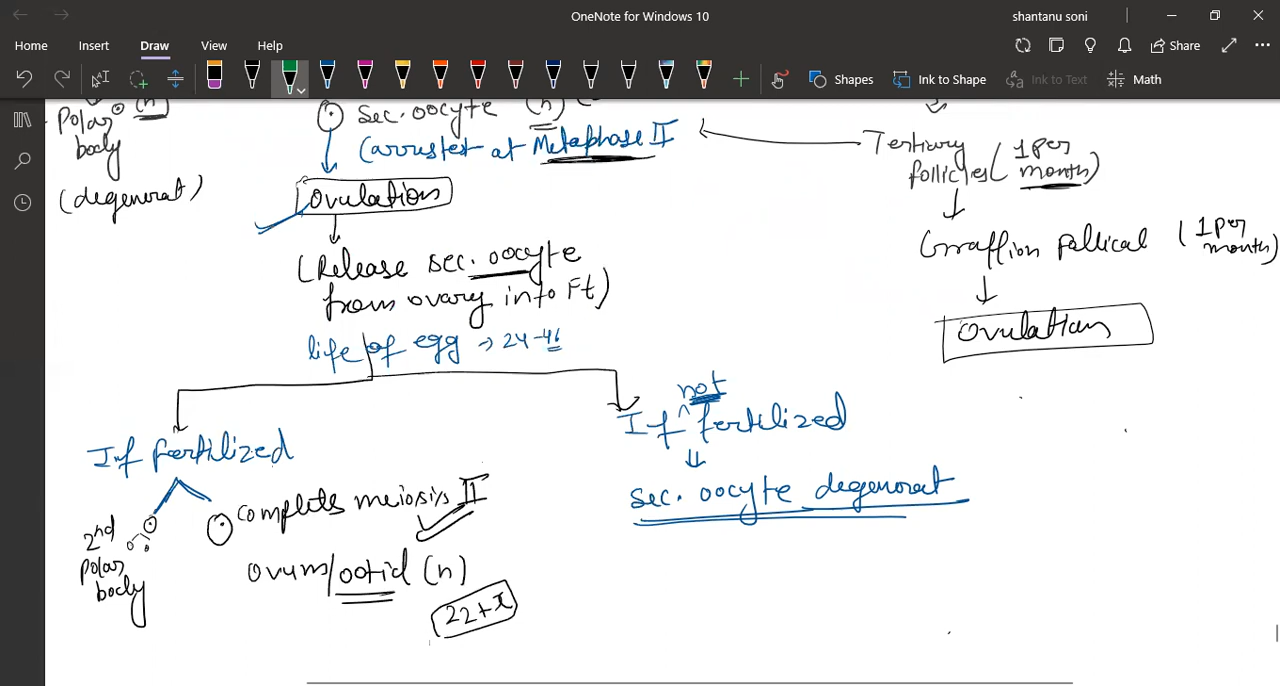 OneNote for Windows 10
shantanu soni
Home Insert Draw View Help
Share
Shapes Ink to Shape Ink to Text Math
Polar (n)
body
(degenerat)
Sec. oocyte (n)
(arrustet at Metaphase II
Ovulation
(Release sec. oocyte
from ovary into Ft)
life of egg → 24-46
If fertilized
2nd
Polar
body
complete meiosis II
Ovum/ootid (n)
22+x
If ^ not fertilized
sec. oocyte degenerat
Tertiary
follicles (1 per
month)
Graffion follical (1 per
month)
Ovulation